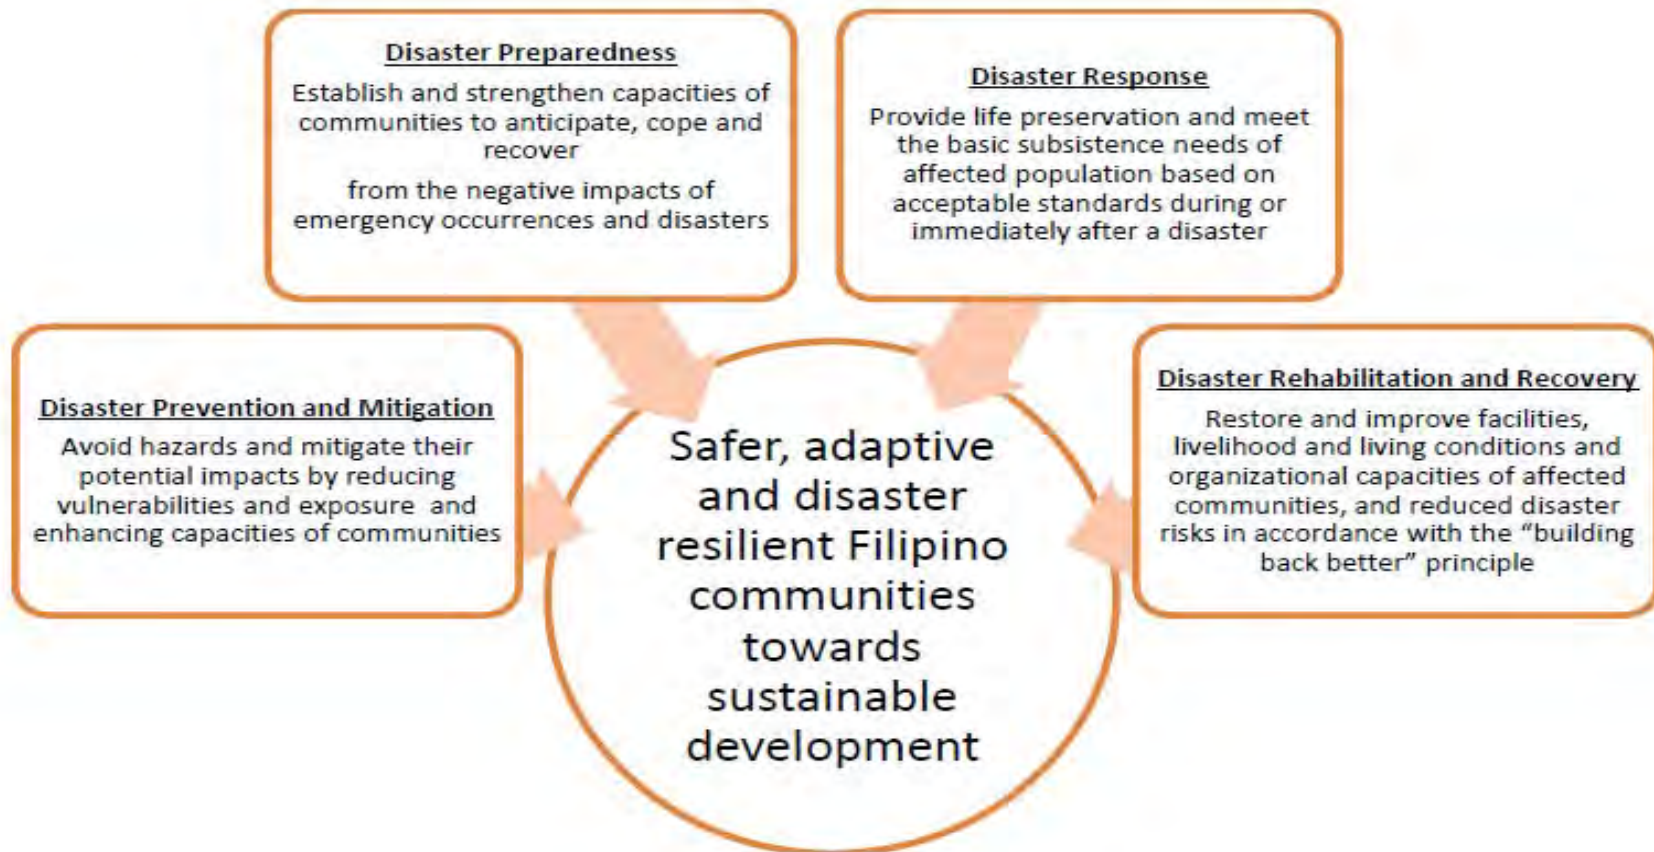 Disaster Preparedness
Establish and strengthen capacities of
communities to anticipate, cope and
recover
from the negative impacts of
emergency occurrences and disasters
Disaster Response
Provide life preservation and meet
the basic subsistence needs of
affected population based on
acceptable standards during or
immediately after a disaster
Disaster Prevention and Mitigation
Avoid hazards and mitigate their
potential impacts by reducing
vulnerabilities and exposure and
enhancing capacities of communities
Safer, adaptive
and disaster
resilient Filipino
communities
towards
sustainable
development
Disaster Rehabilitation and Recovery
Restore and improve facilities,
livelihood and living conditions and
organizational capacities of affected
communities, and reduced disaster
risks in accordance with the “building
back better” principle